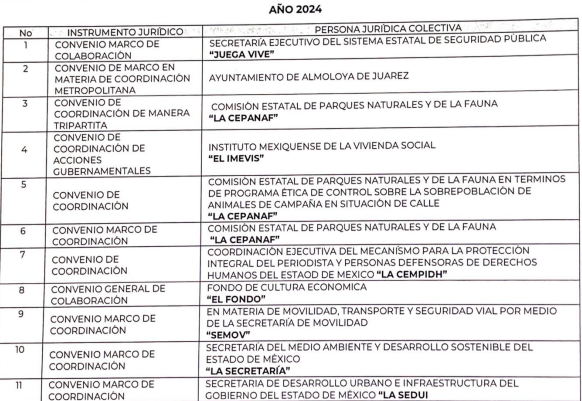 AÑO 2024
No INSTRUMENTO JURÍDICO PERSONA JURÍDICA COLECTIVA
1 CONVENIO MARCO DE COLABORACIÓN SECRETARÍA EJECUTIVO DEL SISTEMA ESTATAL DE SEGURIDAD PÚBLICA
"JUEGA VIVE"
2 CONVENIO DE MARCO EN
MATERIA DE COORDINACIÓN
METROPOLITANA
AYUNTAMIENTO DE ALMOLOYA DE JUAREZ
3 CONVENIO DE
COORDINACIÓN DE MANERA
TRIPARTITA
COMISIÓN ESTATAL DE PARQUES NATURALES Y DE LA FAUNA
"LA CEPANAF"
4 CONVENIO DE
COORDINACIÓN DE
ACCIONES
GUBERNAMENTALES
INSTITUTO MEXIQUENSE DE LA VIVIENDA SOCIAL
"EL IMEVIS"
5 CONVENIO DE
COORDINACIÓN
COMISIÓN ESTATAL DE PARQUES NATURALES Y DE LA FAUNA EN TERMINOS
DE PROGRAMA ÉTICA DE CONTROL SOBRE LA SOBREPOBLACIÓN DE
ANIMALES DE CAMPAÑA EN SITUACIÓN DE CALLE
"LA CEPANAF"
6 CONVENIO MARCO DE
COORDINACIÓN
COMISIÓN ESTATAL DE PARQUES NATURALES Y DE LA FAUNA
"LA CEPANAF"
7 CONVENIO DE
COORDINACIÓN
COORDINACIÓN EJECUTIVA DEL MECANÍSMO PARA LA PROTECCIÓN
INTEGRAL DEL PERIODISTA Y PERSONAS DEFENSORAS DE DERECHOS
HUMANOS DEL ESTAOD DE MEXICO "LA CEMPIDH"
8 CONVENIO GENERAL DE
COLABORACIÓN
FONDO DE CULTURA ECONOMICA
"EL FONDO"
9 CONVENIO MARCO DE
COORDINACIÓN
EN MATERIA DE MOVILIDAD, TRANSPORTE Y SEGURIDAD VIAL POR MEDIO
DE LA SECRETARÍA DE MOVILIDAD
"SEMOV"
10 CONVENIO MARCO DE
COORDINACIÓN
SECRETARÍA DEL MEDIO AMBIENTE Y DESARROLLO SOSTENIBLE DEL
ESTADO DE MÉXICO
"LA SECRETARÍA"
11 CONVENIO MARCO DE
COORDINACIÓN
SECRETARIA DE DESARROLLO URBANO E INFRAESTRUCTURA DEL
GOBIERNO DEL ESTADO DE MÉXICO "LA SEDUI